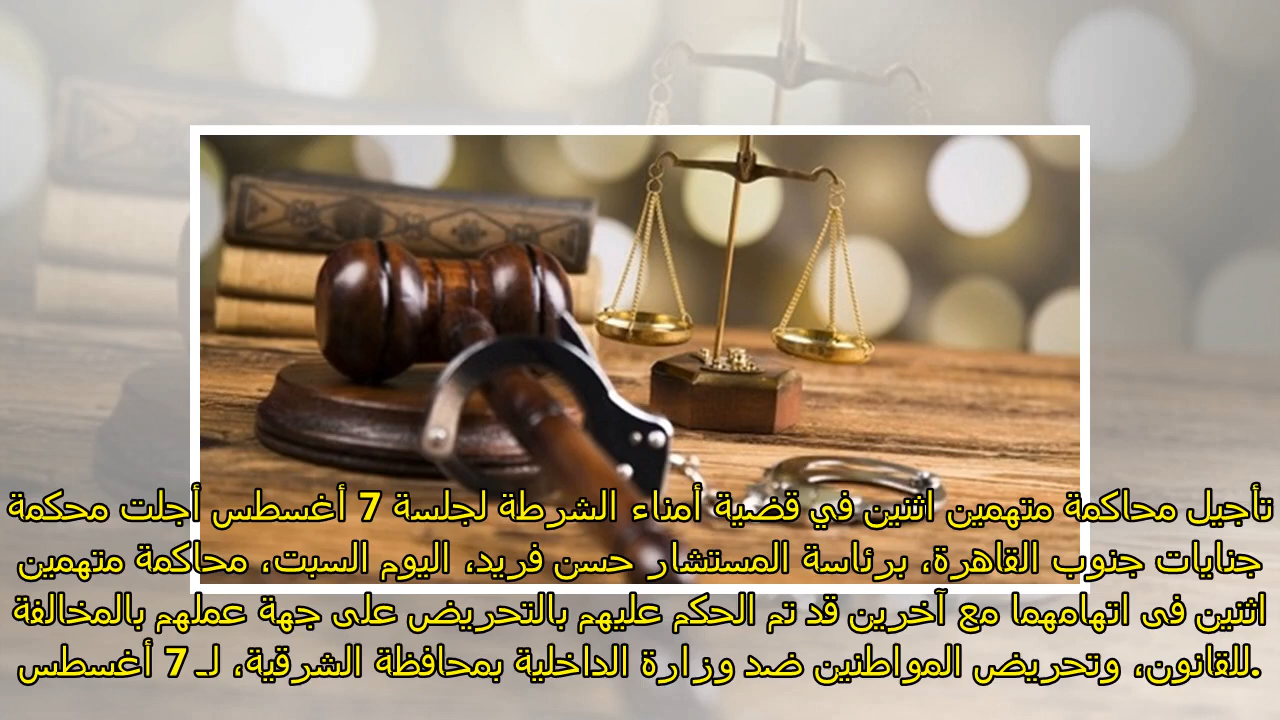 تأجيل محاكمة متهمين اثنين في قضية أمناء الشرطة لجلسة 7 أغسطس أجلت محكمة
جنايات جنوب القاهرة، برئاسة المستشار حسن فريد، اليوم السبت، محاكمة متهمين
اثنين فى اتهامهما مع آخرين قد تم الحكم عليهم بالتحريض على جهة عملهم بالمخالفة
للقانون، وتحريض المواطنين ضد وزارة الداخلية بمحافظة الشرقية، لـ 7 أغسطس.